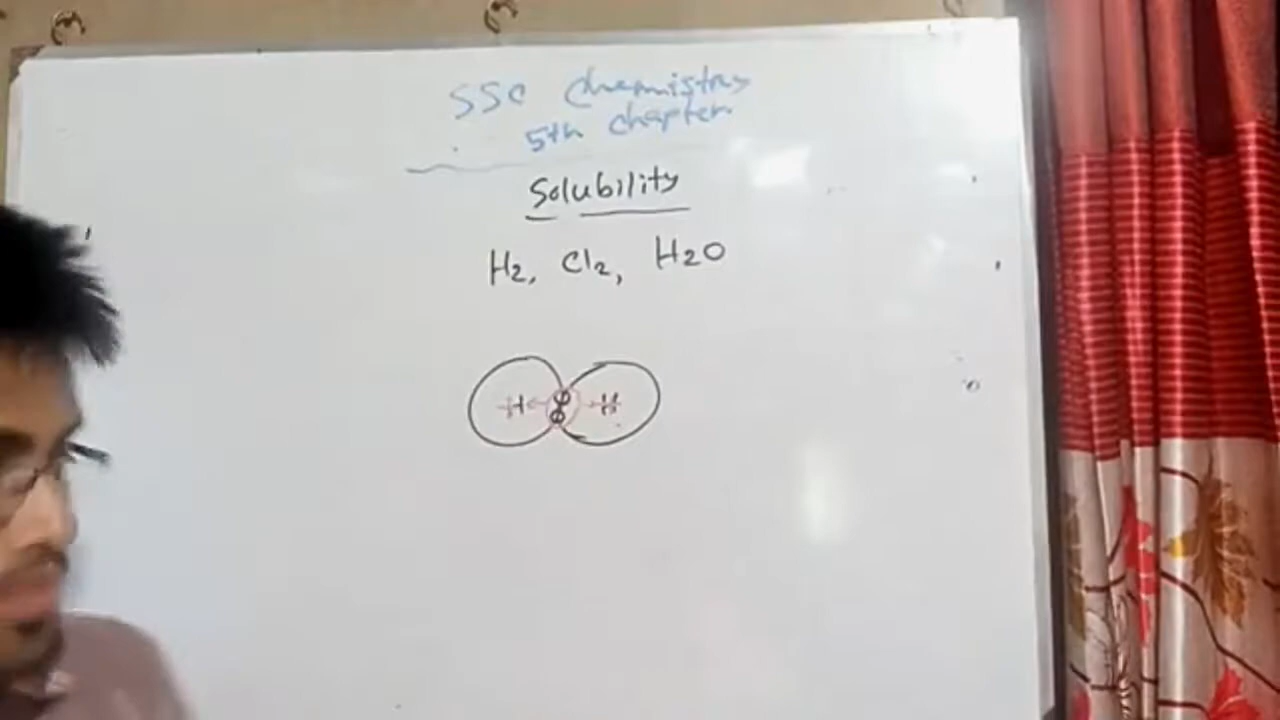 SSC Chemistry
5th chapter
Solubility
H2, Cl2, H2O
H H